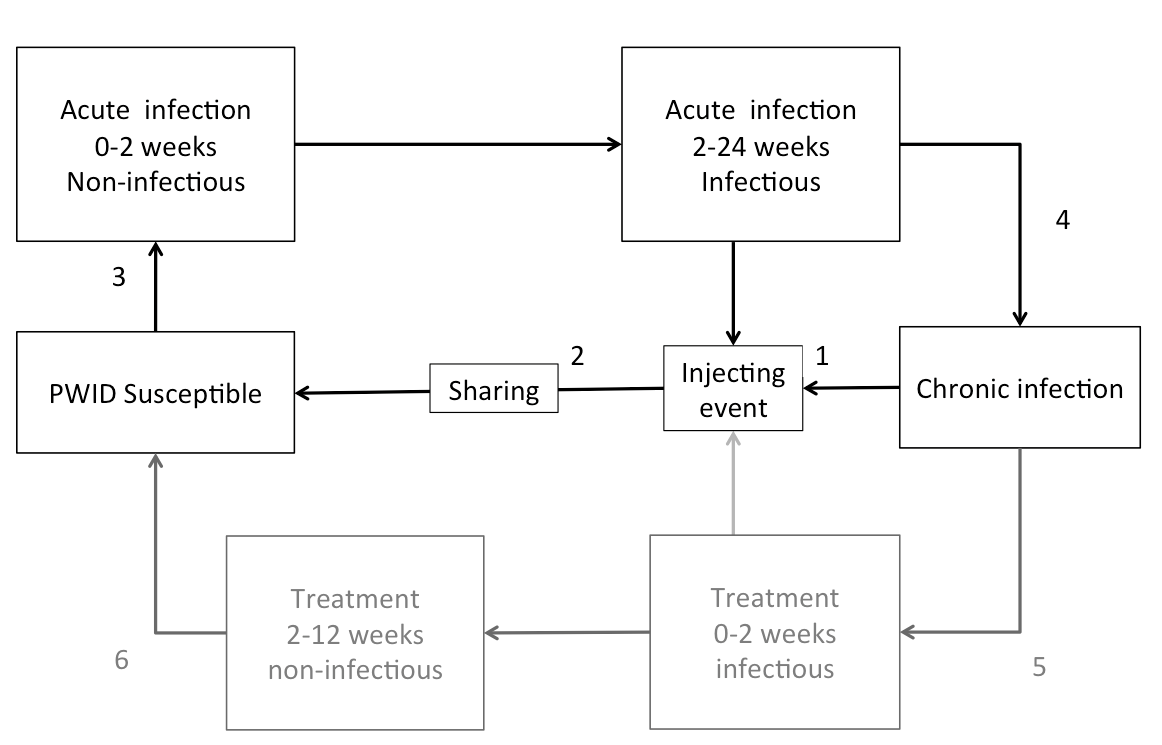 Acute infection
0-2 weeks
Non-infectious
Acute infection
2-24 weeks
Infectious
4
3
PWID Susceptible
2
Sharing
Injecting
event
1
Chronic infection
Treatment
2-12 weeks
non-infectious
Treatment
0-2 weeks
infectious
6
5